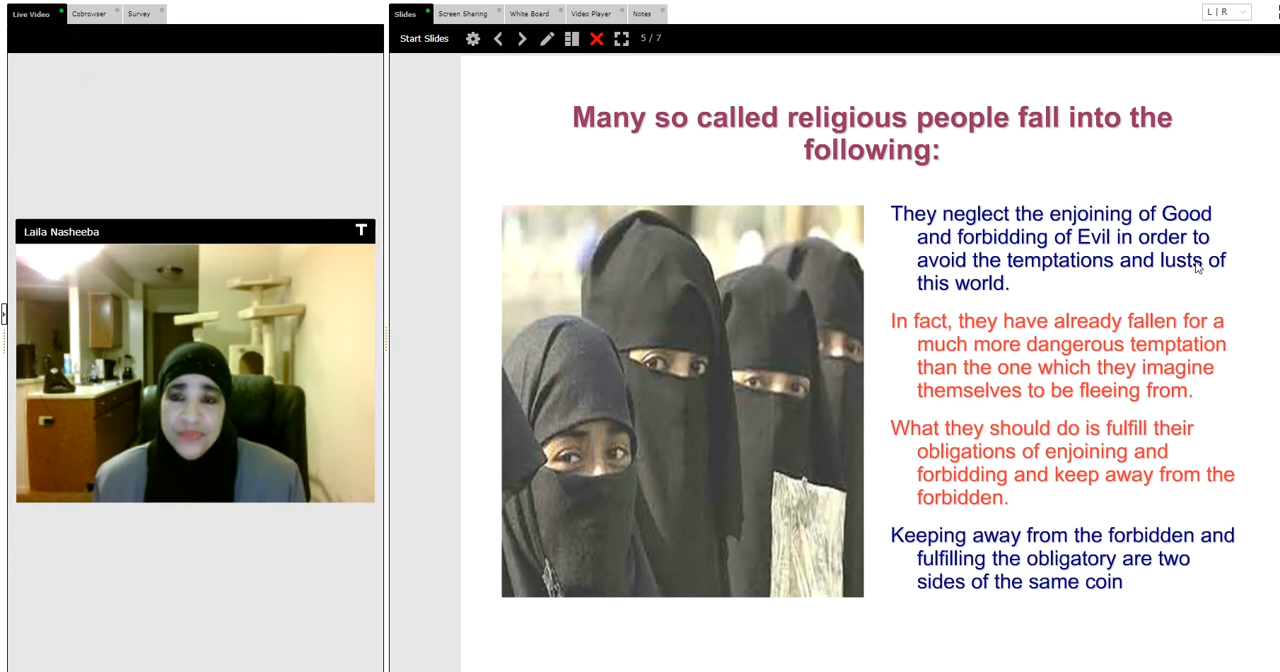 Live Video
Cobrowser
Survey
Slides
Screen Sharing
White Board
Video Player
Notes
L | R
Start Slides
5 / 7
Laila Nasheeba
T
Many so called religious people fall into the
following:
They neglect the enjoining of Good
and forbidding of Evil in order to
avoid the temptations and lusts of
this world.
In fact, they have already fallen for a
much more dangerous temptation
than the one which they imagine
themselves to be fleeing from.
What they should do is fulfill their
obligations of enjoining and
forbidding and keep away from the
forbidden.
Keeping away from the forbidden and
fulfilling the obligatory are two
sides of the same coin